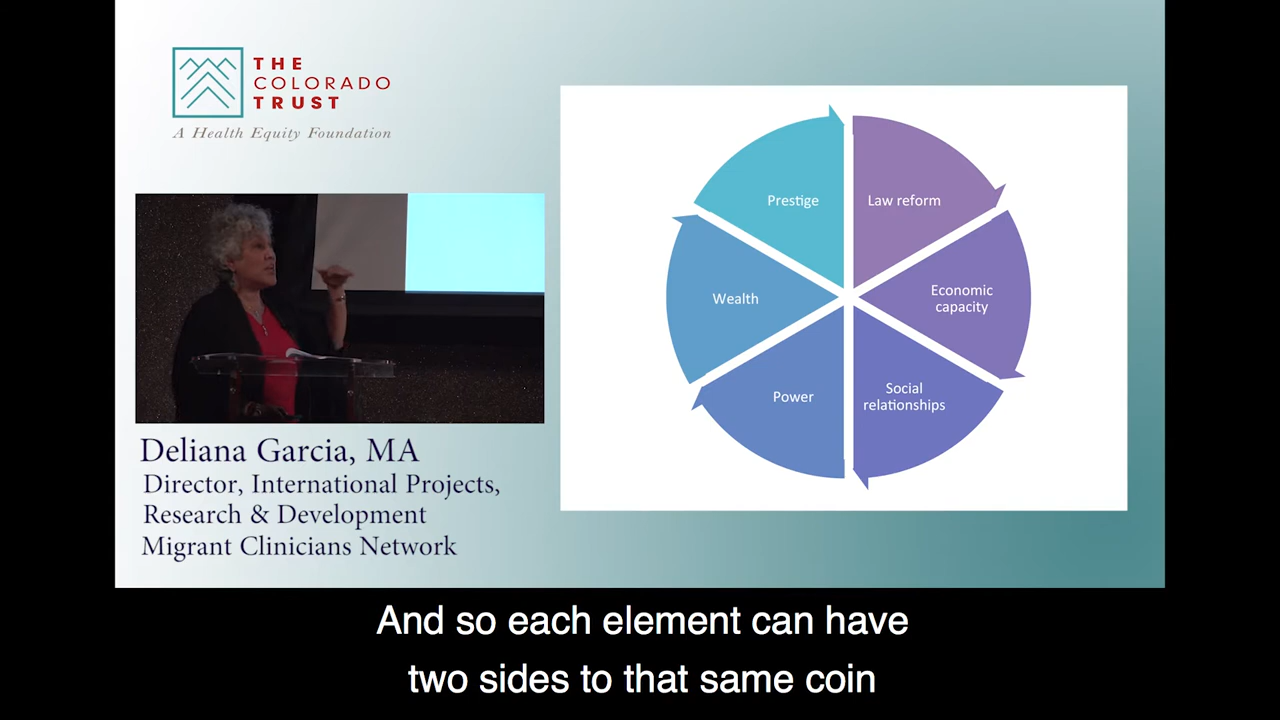 THE
COLORADO
TRUST
A Health Equity Foundation
Prestige
Law reform
Wealth
Economic
capacity
Power
Social
relationships
Deliana Garcia, MA
Director, International Projects,
Research & Development
Migrant Clinicians Network
And so each element can have
two sides to that same coin